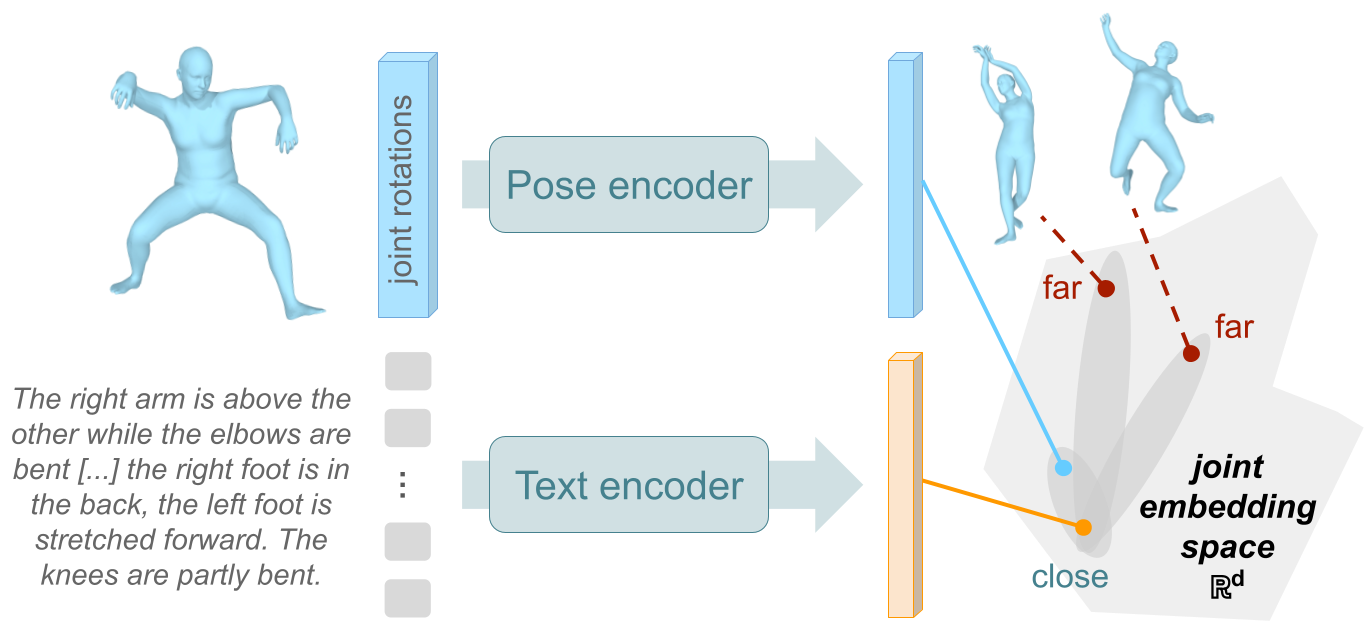 joint rotations
Pose encoder
far
far
The right arm is above the
other while the elbows are
bent [...] the right foot is in
the back, the left foot is
stretched forward. The
knees are partly bent.
...
Text encoder
close
joint
embedding
space
ℝᵈ